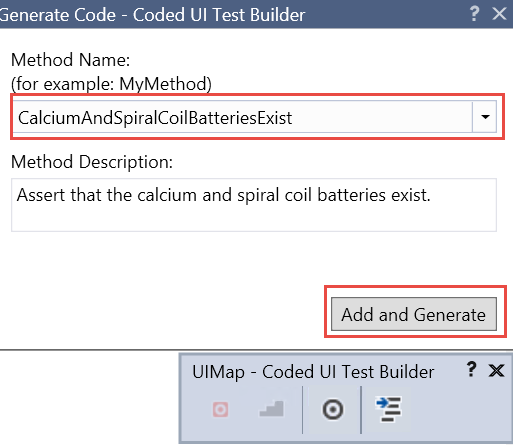 Generate Code - Coded UI Test Builder ? X
Method Name:
(for example: MyMethod)
CalciumAndSpiralCoilBatteriesExist
Method Description:
Assert that the calcium and spiral coil batteries exist.
Add and Generate
UIMap - Coded UI Test Builder ? X